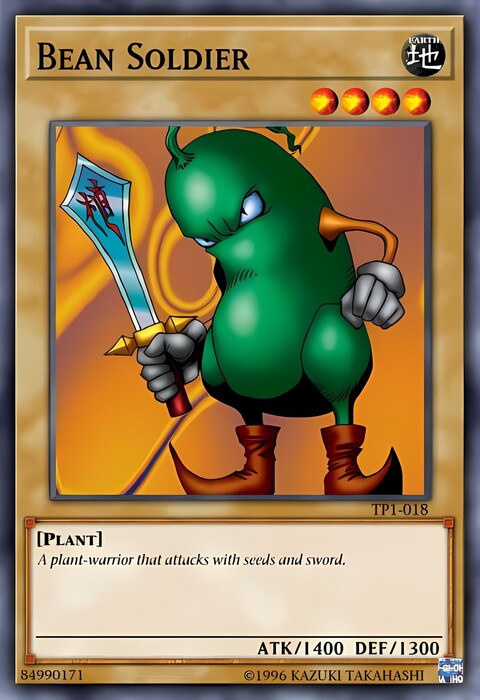 BEAN SOLDIER
EARTH
地
TP1-018
[PLANT]
A plant-warrior that attacks with seeds and sword.
ATK/1400 DEF/1300
84990171
©1996 KAZUKI TAKAHASHI